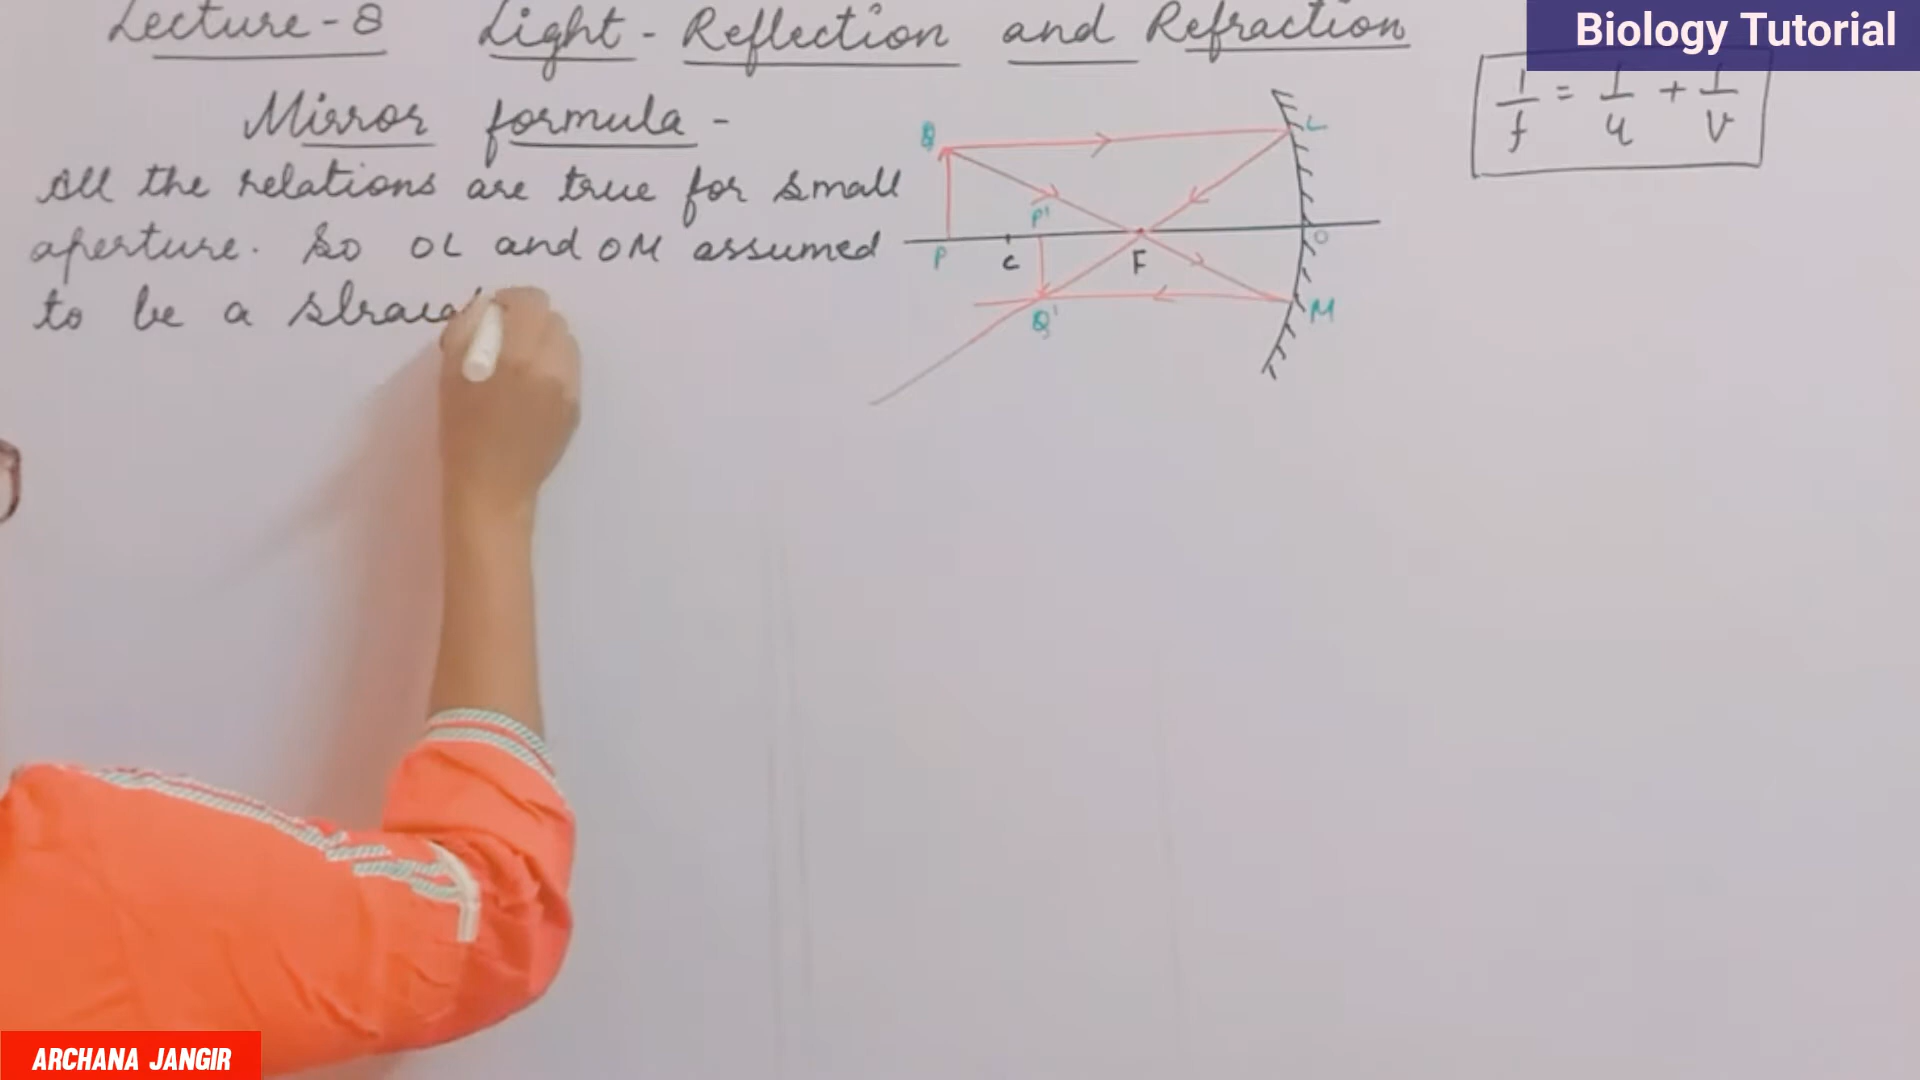 Lecture-8 Light - Reflection and Refraction
Biology Tutorial
Mirror formula -
1/f = 1/u + 1/v
All the relations are true for small
aperture. So OL and OM assumed
to be a
Q
L
P'
P
C
F
O
Q'
M
ARCHANA JANGIR